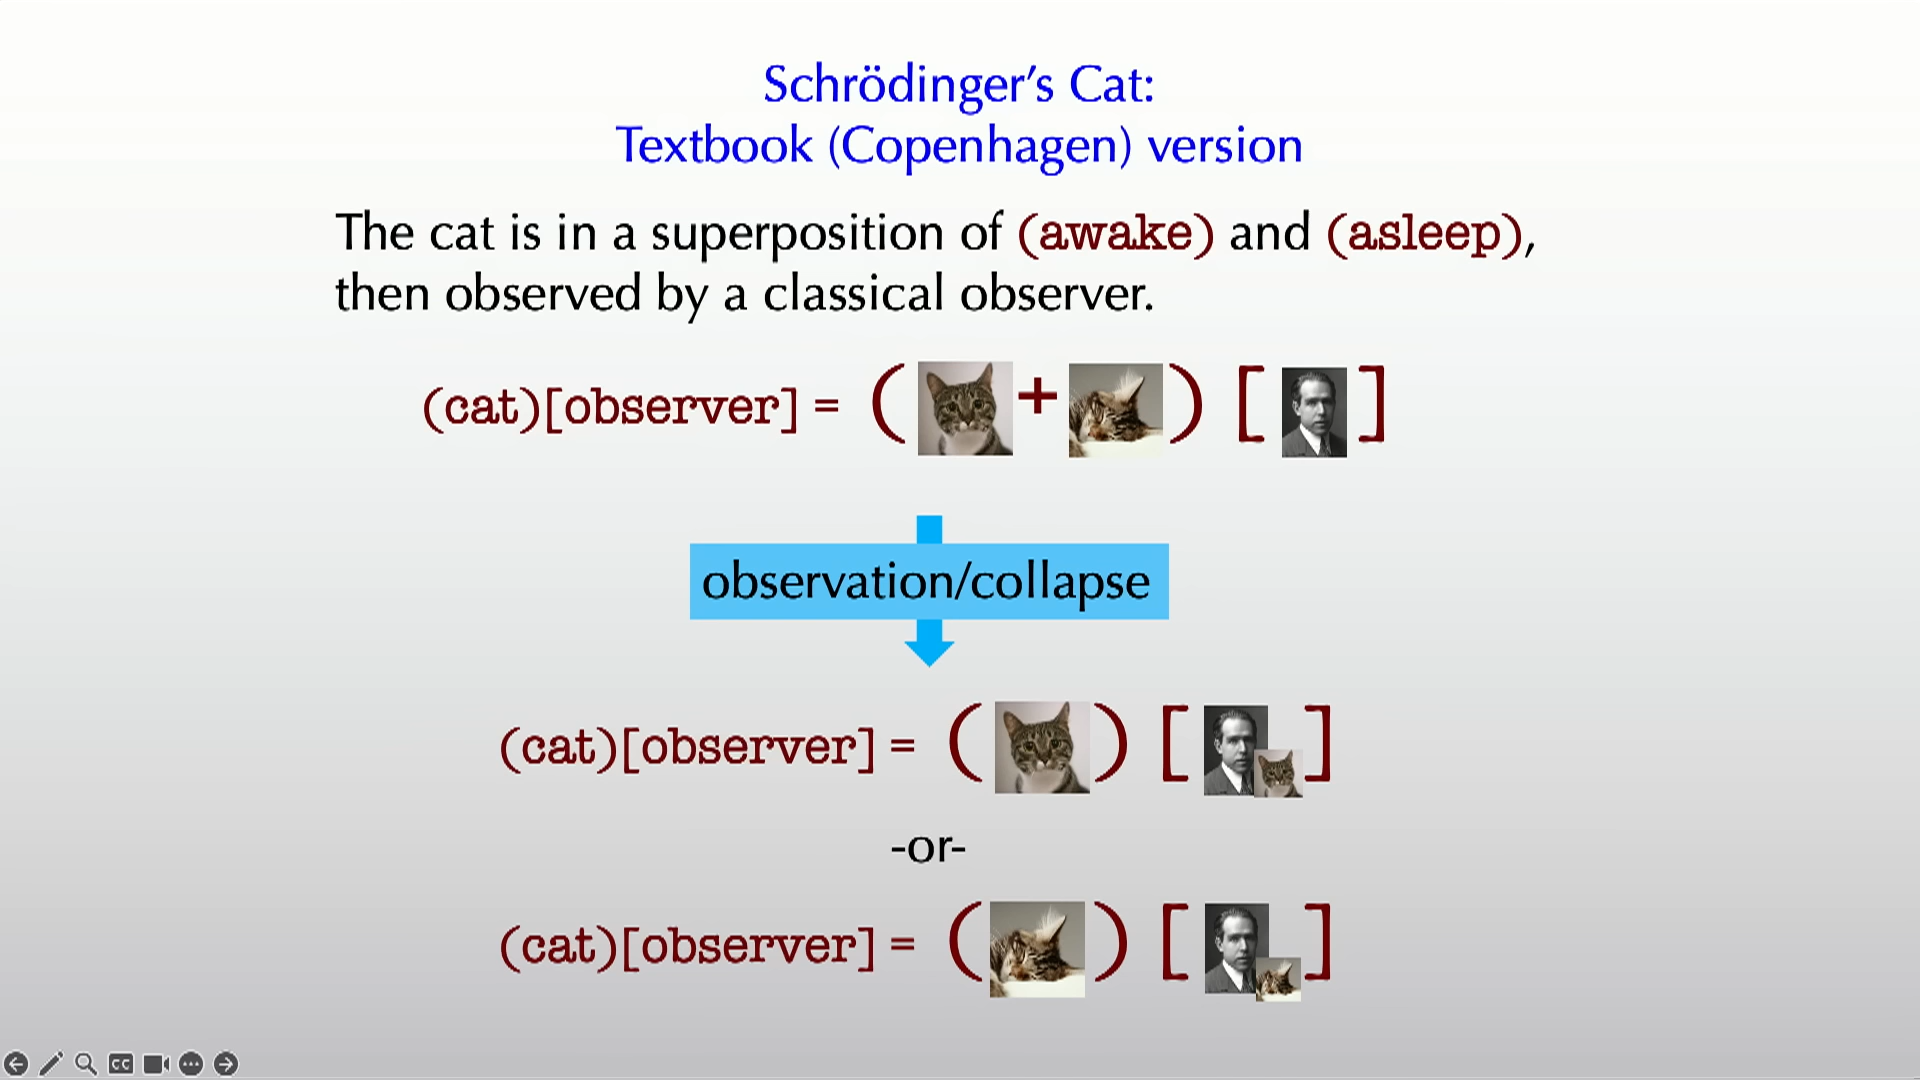 Schrödinger’s Cat:
Textbook (Copenhagen) version
The cat is in a superposition of (awake) and (asleep),
then observed by a classical observer.
(cat)[observer] = ( + ) [ ]
observation/collapse
(cat)[observer] = ( ) [ ]
-or-
(cat)[observer] = ( ) [ ]
CC